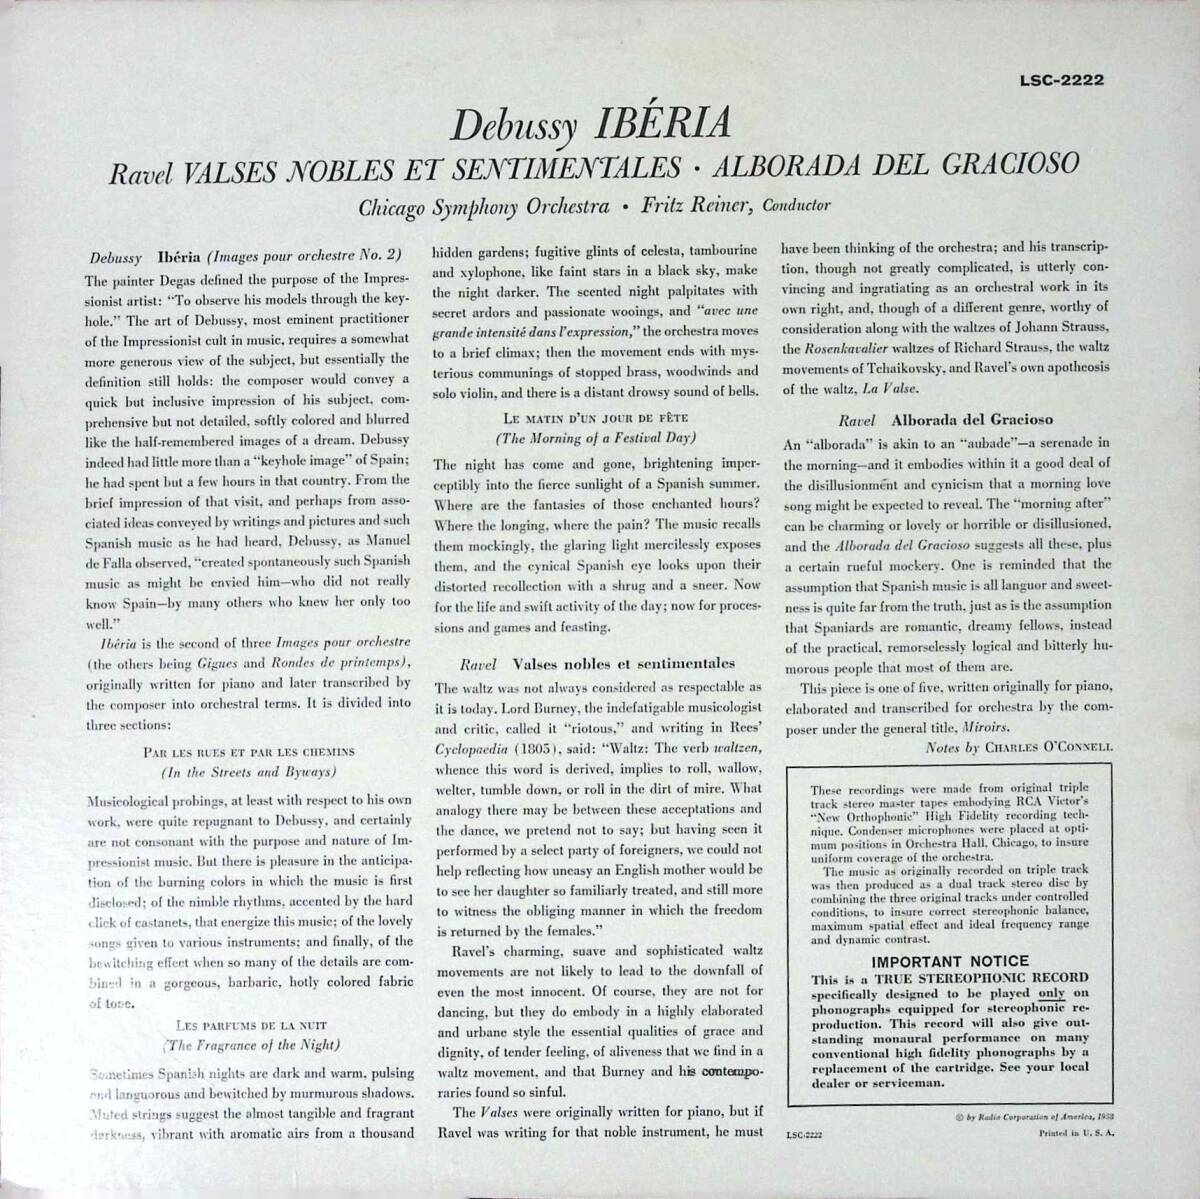 LSC-2222
Debussy IBÉRIA
Ravel VALSES NOBLES ET SENTIMENTALES · ALBORADA DEL GRACIOSO
Chicago Symphony Orchestra • Fritz Reiner, Conductor
Debussy Ibéria (Images pour orchestre No. 2)
The painter Degas defined the purpose of the Impres-
sionist artist: "To observe his models through the key-
hole." The art of Debussy, most eminent practitioner
of the Impressionist cult in music, requires a somewhat
more generous view of the subject, but essentially the
definition still holds: the composer would convey a
quick but inclusive impression of his subject, com-
prehensive but not detailed, softly colored and blurred
like the half-remembered images of a dream. Debussy
indeed had little more than a "keyhole image" of Spain;
he had spent but a few hours in that country. From the
brief impression of that visit, and perhaps from asso-
ciated ideas conveyed by writings and pictures and such
Spanish music as he had heard, Debussy, as Manuel
de Falla observed, "created spontaneously such Spanish
music as might be envied him—who did not really
know Spain—by many others who knew her only too
well."
Ibéria is the second of three Images pour orchestre
(the others being Gigues and Rondes de printemps),
originally written for piano and later transcribed by
the composer into orchestral terms. It is divided into
three sections:
PAR LES RUES ET PAR LES CHEMINS
(In the Streets and Byways)
Musicological probings, at least with respect to his own
work, were quite repugnant to Debussy, and certainly
are not consonant with the purpose and nature of Im-
pressionist music. But there is pleasure in the anticipa-
tion of the burning colors in which the music is first
disclosed; of the nimble rhythms, accented by the hard
click of castanets, that energize this music; of the lovely
songs given to various instruments; and finally, of the
bewitching effect when so many of the details are com-
bined in a gorgeous, barbaric, hotly colored fabric
of tone.
LES PARFUMS DE LA NUIT
(The Fragrance of the Night)
Sometimes Spanish nights are dark and warm, pulsing
and languorous and bewitched by murmurous shadows.
Muted strings suggest the almost tangible and fragrant
darkness, vibrant with aromatic airs from a thousand
hidden gardens; fugitive glints of celesta, tambourine
and xylophone, like faint stars in a black sky, make
the night darker. The scented night palpitates with
secret ardors and passionate wooings, and "avec une
grande intensité dans l'expression," the orchestra moves
to a brief climax; then the movement ends with mys-
terious communings of stopped brass, woodwinds and
solo violin, and there is a distant drowsy sound of bells.
LE MATIN D'UN JOUR DE FÊTE
(The Morning of a Festival Day)
The night has come and gone, brightening imper-
ceptibly into the fierce sunlight of a Spanish summer.
Where are the fantasies of those enchanted hours?
Where the longing, where the pain? The music recalls
them mockingly, the glaring light mercilessly exposes
them, and the cynical Spanish eye looks upon their
distorted recollection with a shrug and a sneer. Now
for the life and swift activity of the day; now for proces-
sions and games and feasting.
Ravel Valses nobles et sentimentales
The waltz was not always considered as respectable as
it is today. Lord Burney, the indefatigable musicologist
and critic, called it "riotous," and writing in Rees'
Cyclopaedia (1805), said: "Waltz: The verb waltzen,
whence this word is derived, implies to roll, wallow,
welter, tumble down, or roll in the dirt of mire. What
analogy there may be between these acceptations and
the dance, we pretend not to say; but having seen it
performed by a select party of foreigners, we could not
help reflecting how uneasy an English mother would be
to see her daughter so familiarly treated, and still more
to witness the obliging manner in which the freedom
is returned by the females."
Ravel's charming, suave and sophisticated waltz
movements are not likely to lead to the downfall of
even the most innocent. Of course, they are not for
dancing, but they do embody in a highly elaborated
and urbane style the essential qualities of grace and
dignity, of tender feeling, of aliveness that we find in a
waltz movement, and that Burney and his contempo-
raries found so sinful.
The Valses were originally written for piano, but if
Ravel was writing for that noble instrument, he must
have been thinking of the orchestra; and his transcrip-
tion, though not greatly complicated, is utterly con-
vincing and ingratiating as an orchestral work in its
own right, and, though of a different genre, worthy of
consideration along with the waltzes of Johann Strauss,
the Rosenkavalier waltzes of Richard Strauss, the waltz
movements of Tchaikovsky, and Ravel's own apotheosis
of the waltz, La Valse.
Ravel Alborada del Gracioso
An "alborada" is akin to an "aubade"—a serenade in
the morning—and it embodies within it a good deal of
the disillusionment and cynicism that a morning love
song might be expected to reveal. The "morning after"
can be charming or lovely or horrible or disillusioned,
and the Alborada del Gracioso suggests all these, plus
a certain rueful mockery. One is reminded that the
assumption that Spanish music is all languor and sweet-
ness is quite far from the truth, just as is the assumption
that Spaniards are romantic, dreamy fellows, instead
of the practical, remorselessly logical and bitterly hu-
morous people that most of them are.
This piece is one of five, written originally for piano,
elaborated and transcribed for orchestra by the com-
poser under the general title, Miroirs.
Notes by CHARLES O'CONNELL
These recordings were made from original triple
track stereo master tapes embodying RCA Victor's
"New Orthophonic" High Fidelity recording tech-
nique. Condenser microphones were placed at opti-
mum positions in Orchestra Hall, Chicago, to insure
uniform coverage of the orchestra.
The music as originally recorded on triple track
was then produced as a dual track stereo disc by
combining the three original tracks under controlled
conditions, to insure correct stereophonic balance,
maximum spatial effect and ideal frequency range
and dynamic contrast.
IMPORTANT NOTICE
This is a TRUE STEREOPHONIC RECORD
specifically designed to be played only on
phonographs equipped for stereophonic re-
production. This record will also give out-
standing monaural performance on many
conventional high fidelity phonographs by a
replacement of the cartridge. See your local
dealer or serviceman.
© by Radio Corporation of America, 1958
LSC-2222
Printed in U. S. A.